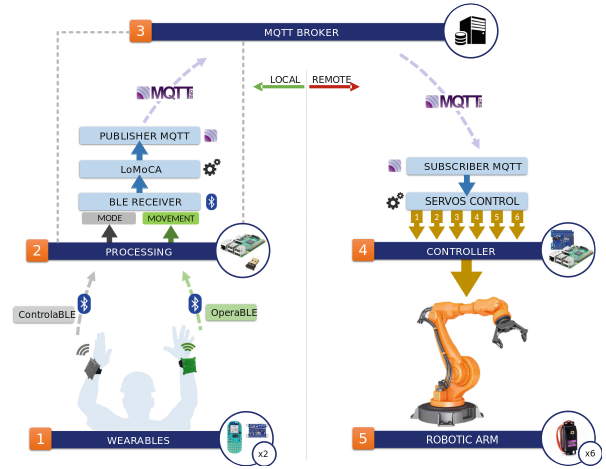 3
MQTT BROKER
LOCAL
REMOTE
MQTT
MQTT
PUBLISHER MQTT
LoMoCA
BLE RECEIVER
MODE
MOVEMENT
SUBSCRIBER MQTT
SERVOS CONTROL
1 2 3 4 5 6
2
PROCESSING
4
CONTROLLER
ControlaBLE
OperaBLE
1
WEARABLES
x2
5
ROBOTIC ARM
x6